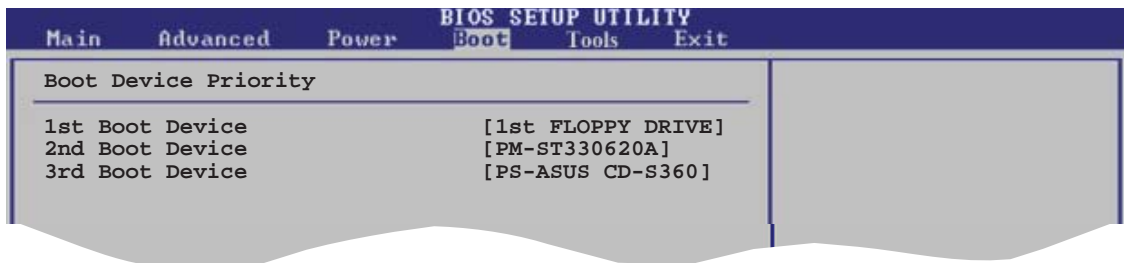 BIOS SETUP UTILITY
Main Advanced Power Boot Tools Exit
Boot Device Priority
1st Boot Device [1st FLOPPY DRIVE]
2nd Boot Device [PM-ST330620A]
3rd Boot Device [PS-ASUS CD-S360]